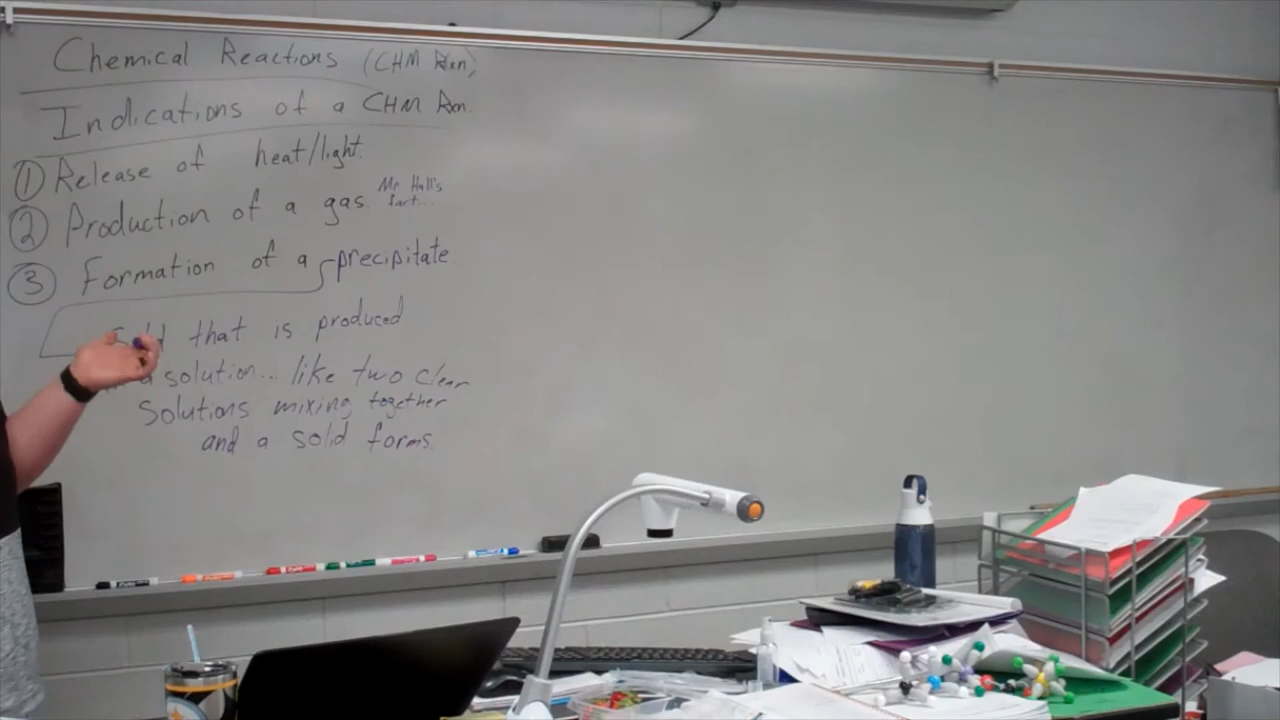 Chemical Reactions (CHM Rxn)
Indications of a CHM Rxn.
① Release of heat/light.
② Production of a gas. Mr Hall's
fart...
③ Formation of a precipitate.
that is produced
a solution... like two clear
Solutions mixing together
and a solid forms.